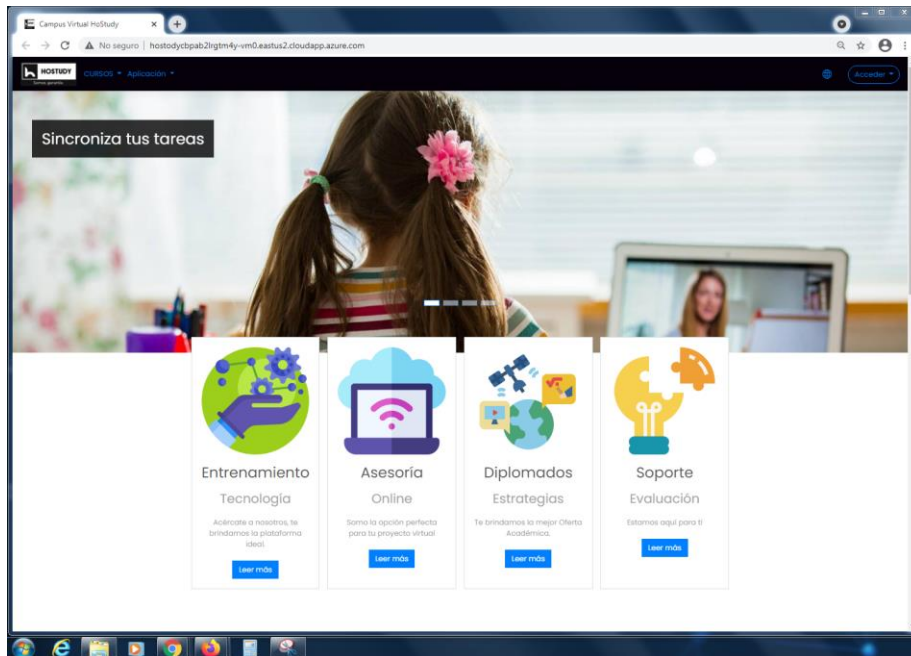 Campus Virtual HoStudy
No seguro | hostodycbpab2lrgtm4y-vm0.eastus2.cloudapp.azure.com
HOSTUDY
CURSOS
Aplicación
Acceder
Sincroniza tus tareas
Entrenamiento
Tecnología
Acércate a nosotros, te
brindamos la plataforma
ideal.
Leer más
Asesoría
Online
Somo la opción perfecta
para tu proyecto virtual
Leer más
Diplomados
Estrategias
Te brindamos la mejor Oferta
Académica.
Leer más
Soporte
Evaluación
Estamos aquí para ti
Leer más